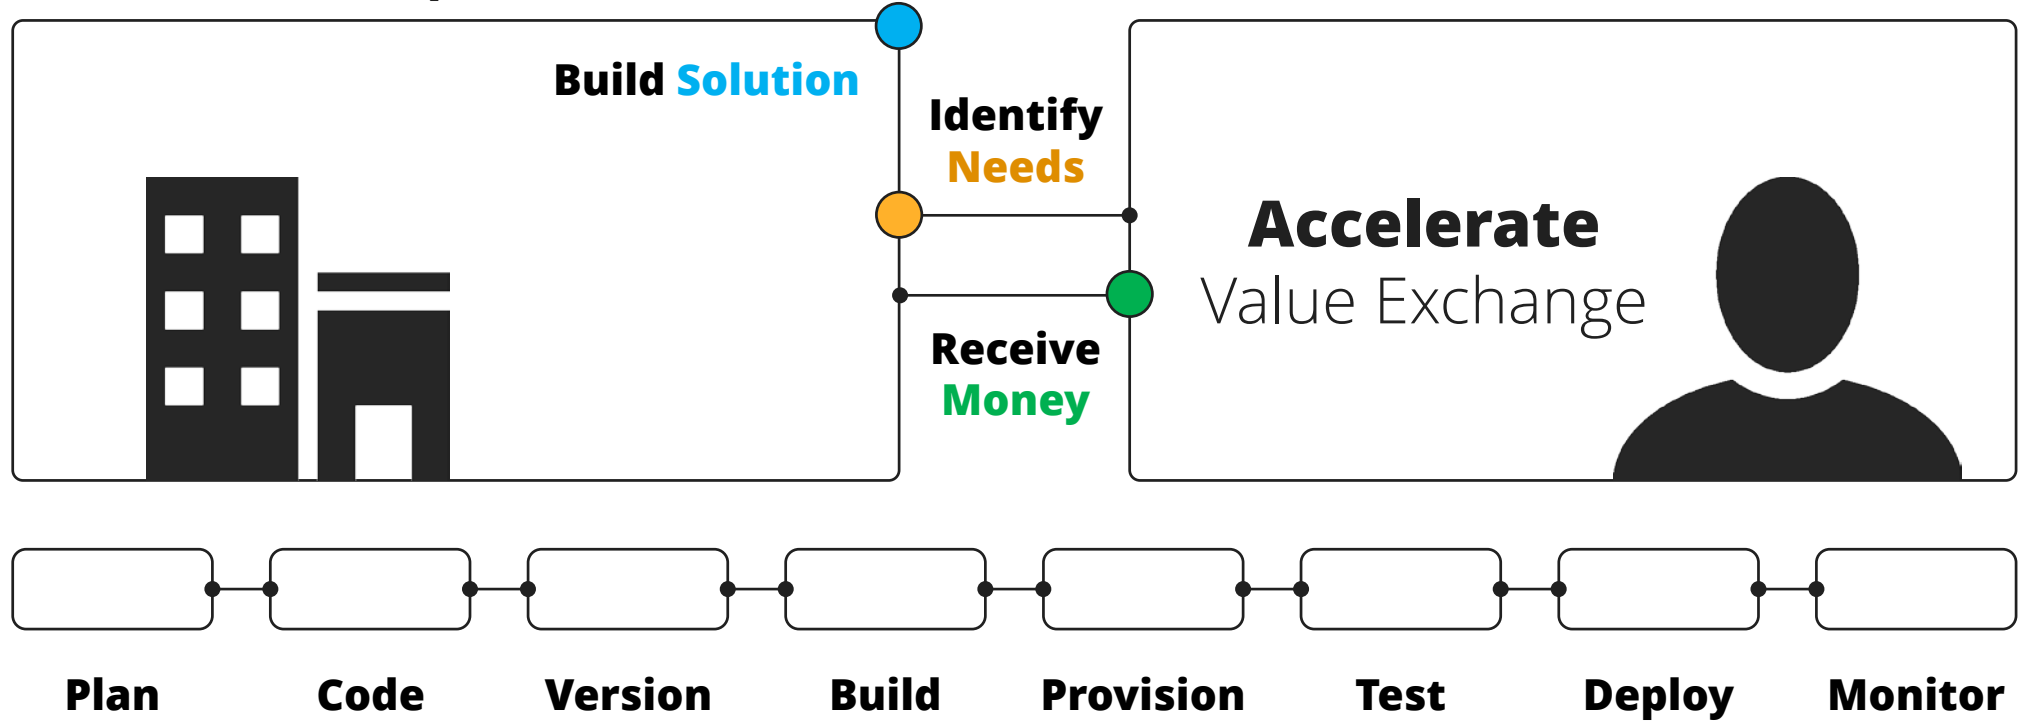 Build Solution
Identify
Needs
Accelerate
Value Exchange
Receive
Money
Plan
Code
Version
Build
Provision
Test
Deploy
Monitor